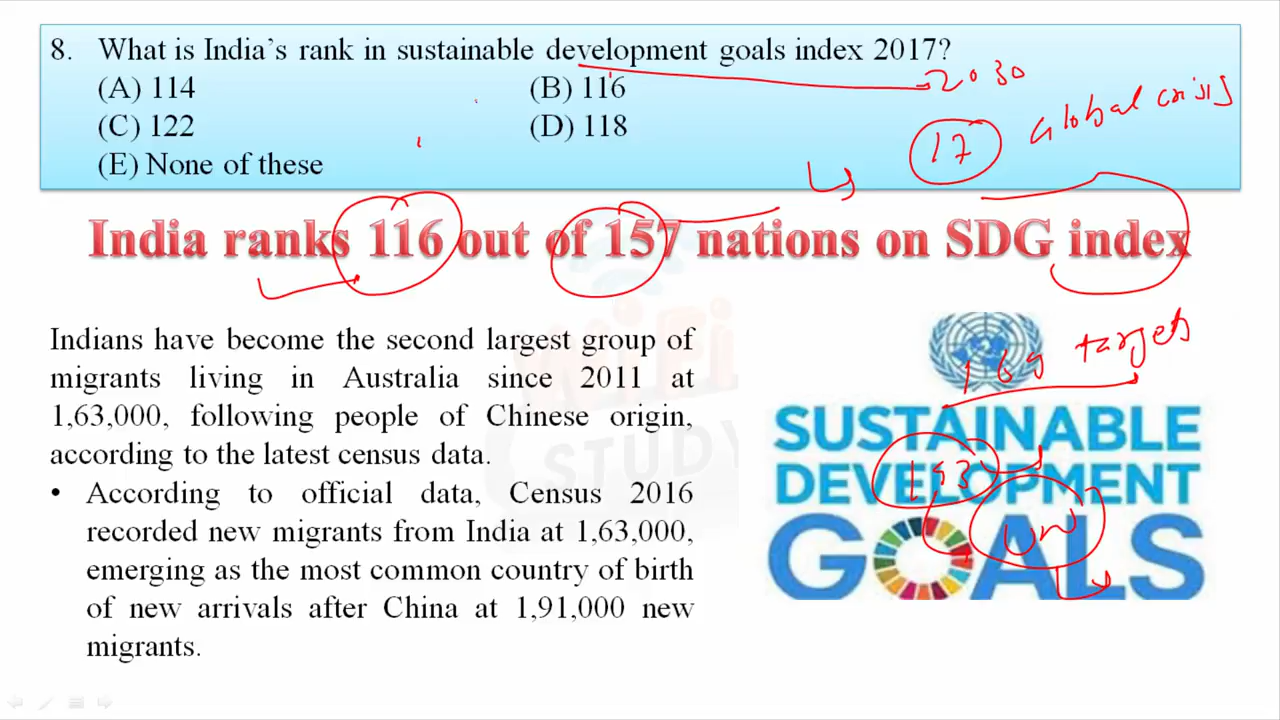 8. What is India's rank in sustainable development goals index 2017?
(A) 114 (B) 116
(C) 122 (D) 118
(E) None of these
2030
17 Global crisis
India ranks 116 out of 157 nations on SDG index
Indians have become the second largest group of
migrants living in Australia since 2011 at
1,63,000, following people of Chinese origin,
according to the latest census data.
• According to official data, Census 2016
recorded new migrants from India at 1,63,000,
emerging as the most common country of birth
of new arrivals after China at 1,91,000 new
migrants.
169 targets
SUSTAINABLE
DEVELOPMENT
GOALS
193
UN
STUDY